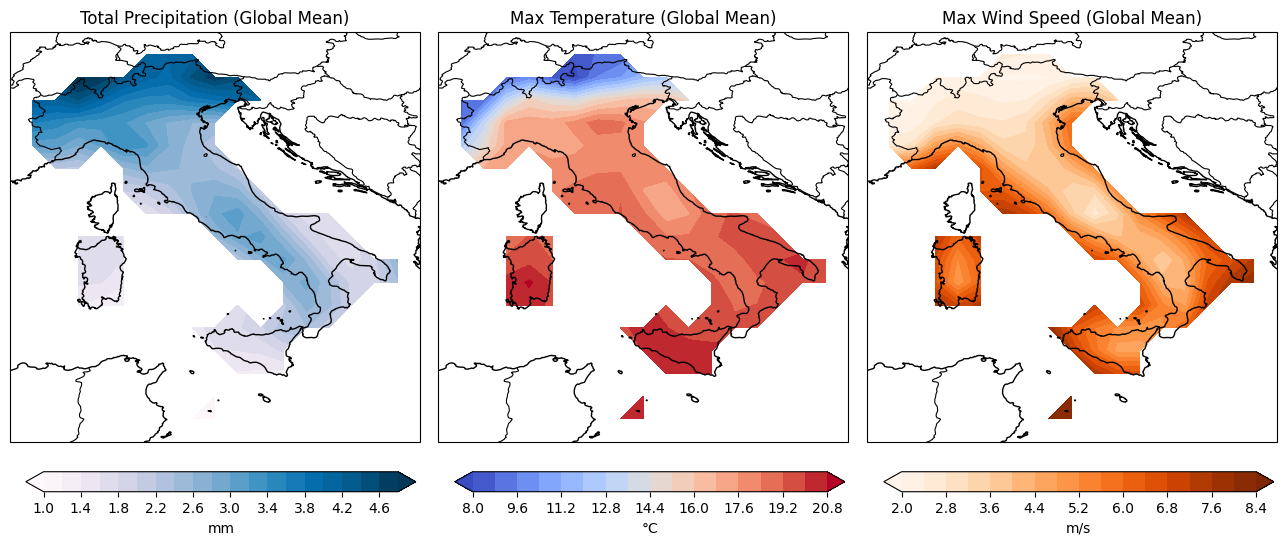 Total Precipitation (Global Mean)
Max Temperature (Global Mean)
Max Wind Speed (Global Mean)
1.0 1.4 1.8 2.2 2.6 3.0 3.4 3.8 4.2 4.6
mm
8.0 9.6 11.2 12.8 14.4 16.0 17.6 19.2 20.8
°C
2.0 2.8 3.6 4.4 5.2 6.0 6.8 7.6 8.4
m/s